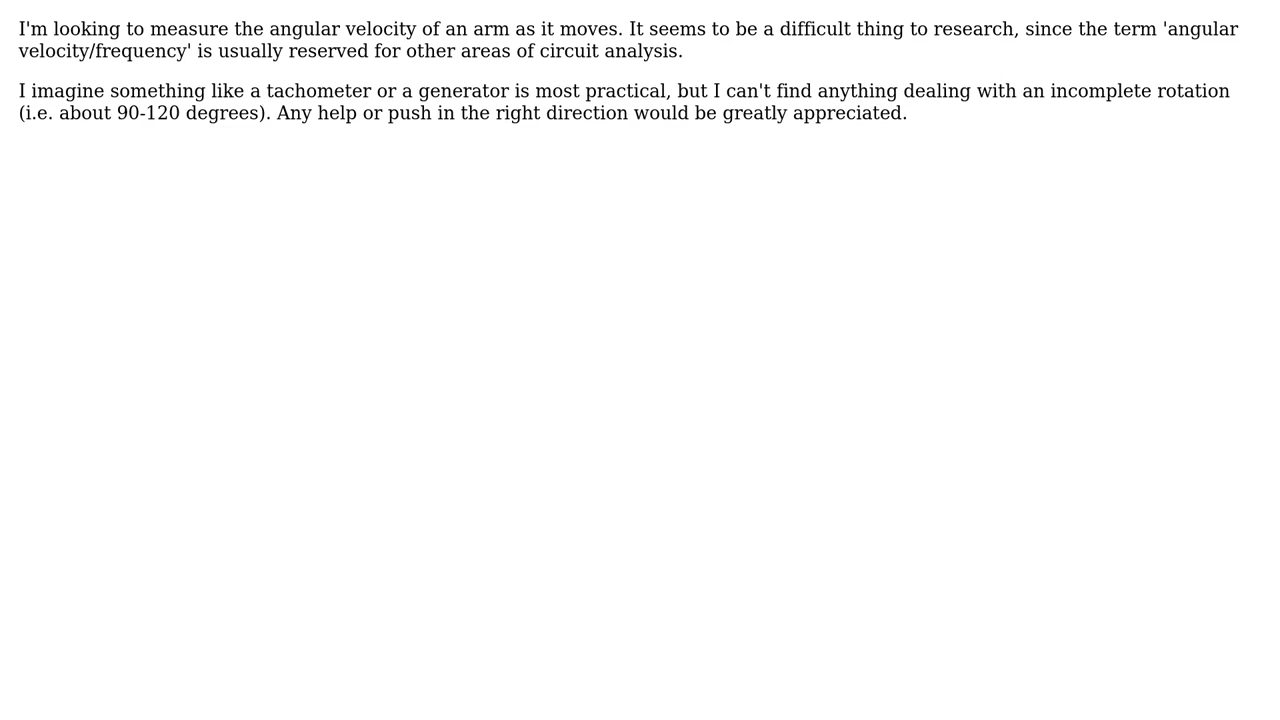 I'm looking to measure the angular velocity of an arm as it moves. It seems to be a difficult thing to research, since the term 'angular
velocity/frequency' is usually reserved for other areas of circuit analysis.
I imagine something like a tachometer or a generator is most practical, but I can't find anything dealing with an incomplete rotation
(i.e. about 90-120 degrees). Any help or push in the right direction would be greatly appreciated.